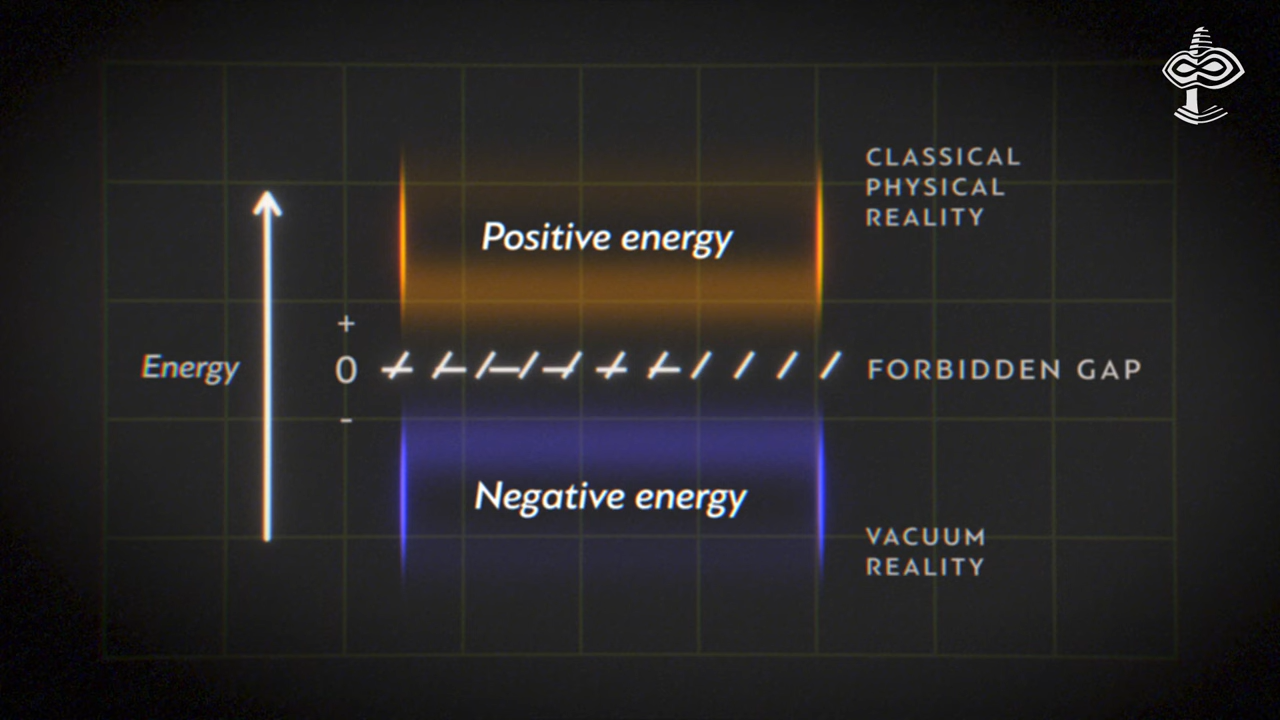 CLASSICAL
PHYSICAL
REALITY
Positive energy
+
Energy
0
FORBIDDEN GAP
-
Negative energy
VACUUM
REALITY